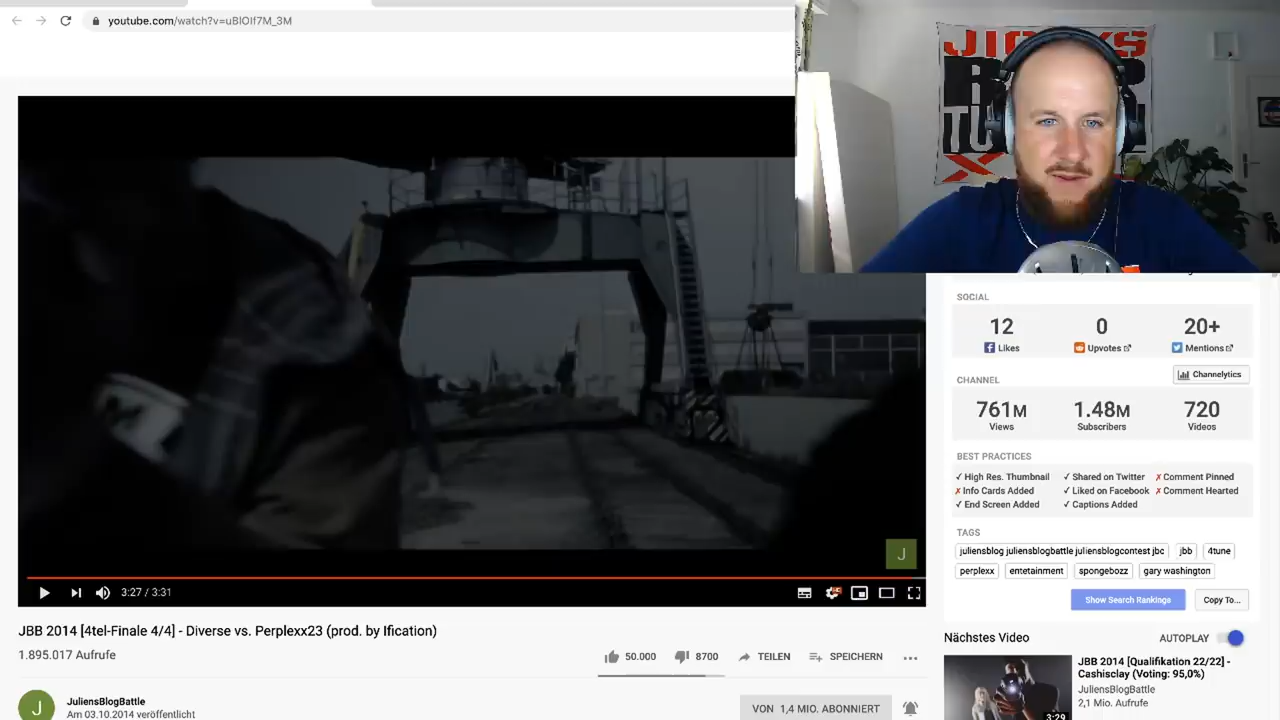 youtube.com/watch?v=uBlOIf7M_3M
SOCIAL
12 0 20+
Likes Upvotes Mentions
CHANNEL Channelytics
761M 1.48M 720
Views Subscribers Videos
BEST PRACTICES
✓ High Res. Thumbnail ✓ Shared on Twitter ✗ Comment Pinned
✗ Info Cards Added ✓ Liked on Facebook ✗ Comment Hearted
✓ End Screen Added ✓ Captions Added
TAGS
juliensblog juliensblogbattle juliensblogcontest jbc jbb 4tune
perplexx entetainment spongebozz gary washington
Show Search Rankings Copy To...
J
3:27 / 3:31
JBB 2014 [4tel-Finale 4/4] - Diverse vs. Perplexx23 (prod. by Ification)
1.895.017 Aufrufe
50.000 8700 TEILEN SPEICHERN
J
JuliensBlogBattle
Am 03.10.2014 veröffentlicht
VON 1,4 MIO. ABONNIERT
Nächstes Video AUTOPLAY
JBB 2014 [Qualifikation 22/22] -
Cashisclay (Voting: 95,0%)
JuliensBlogBattle
2,1 Mio. Aufrufe
3:29